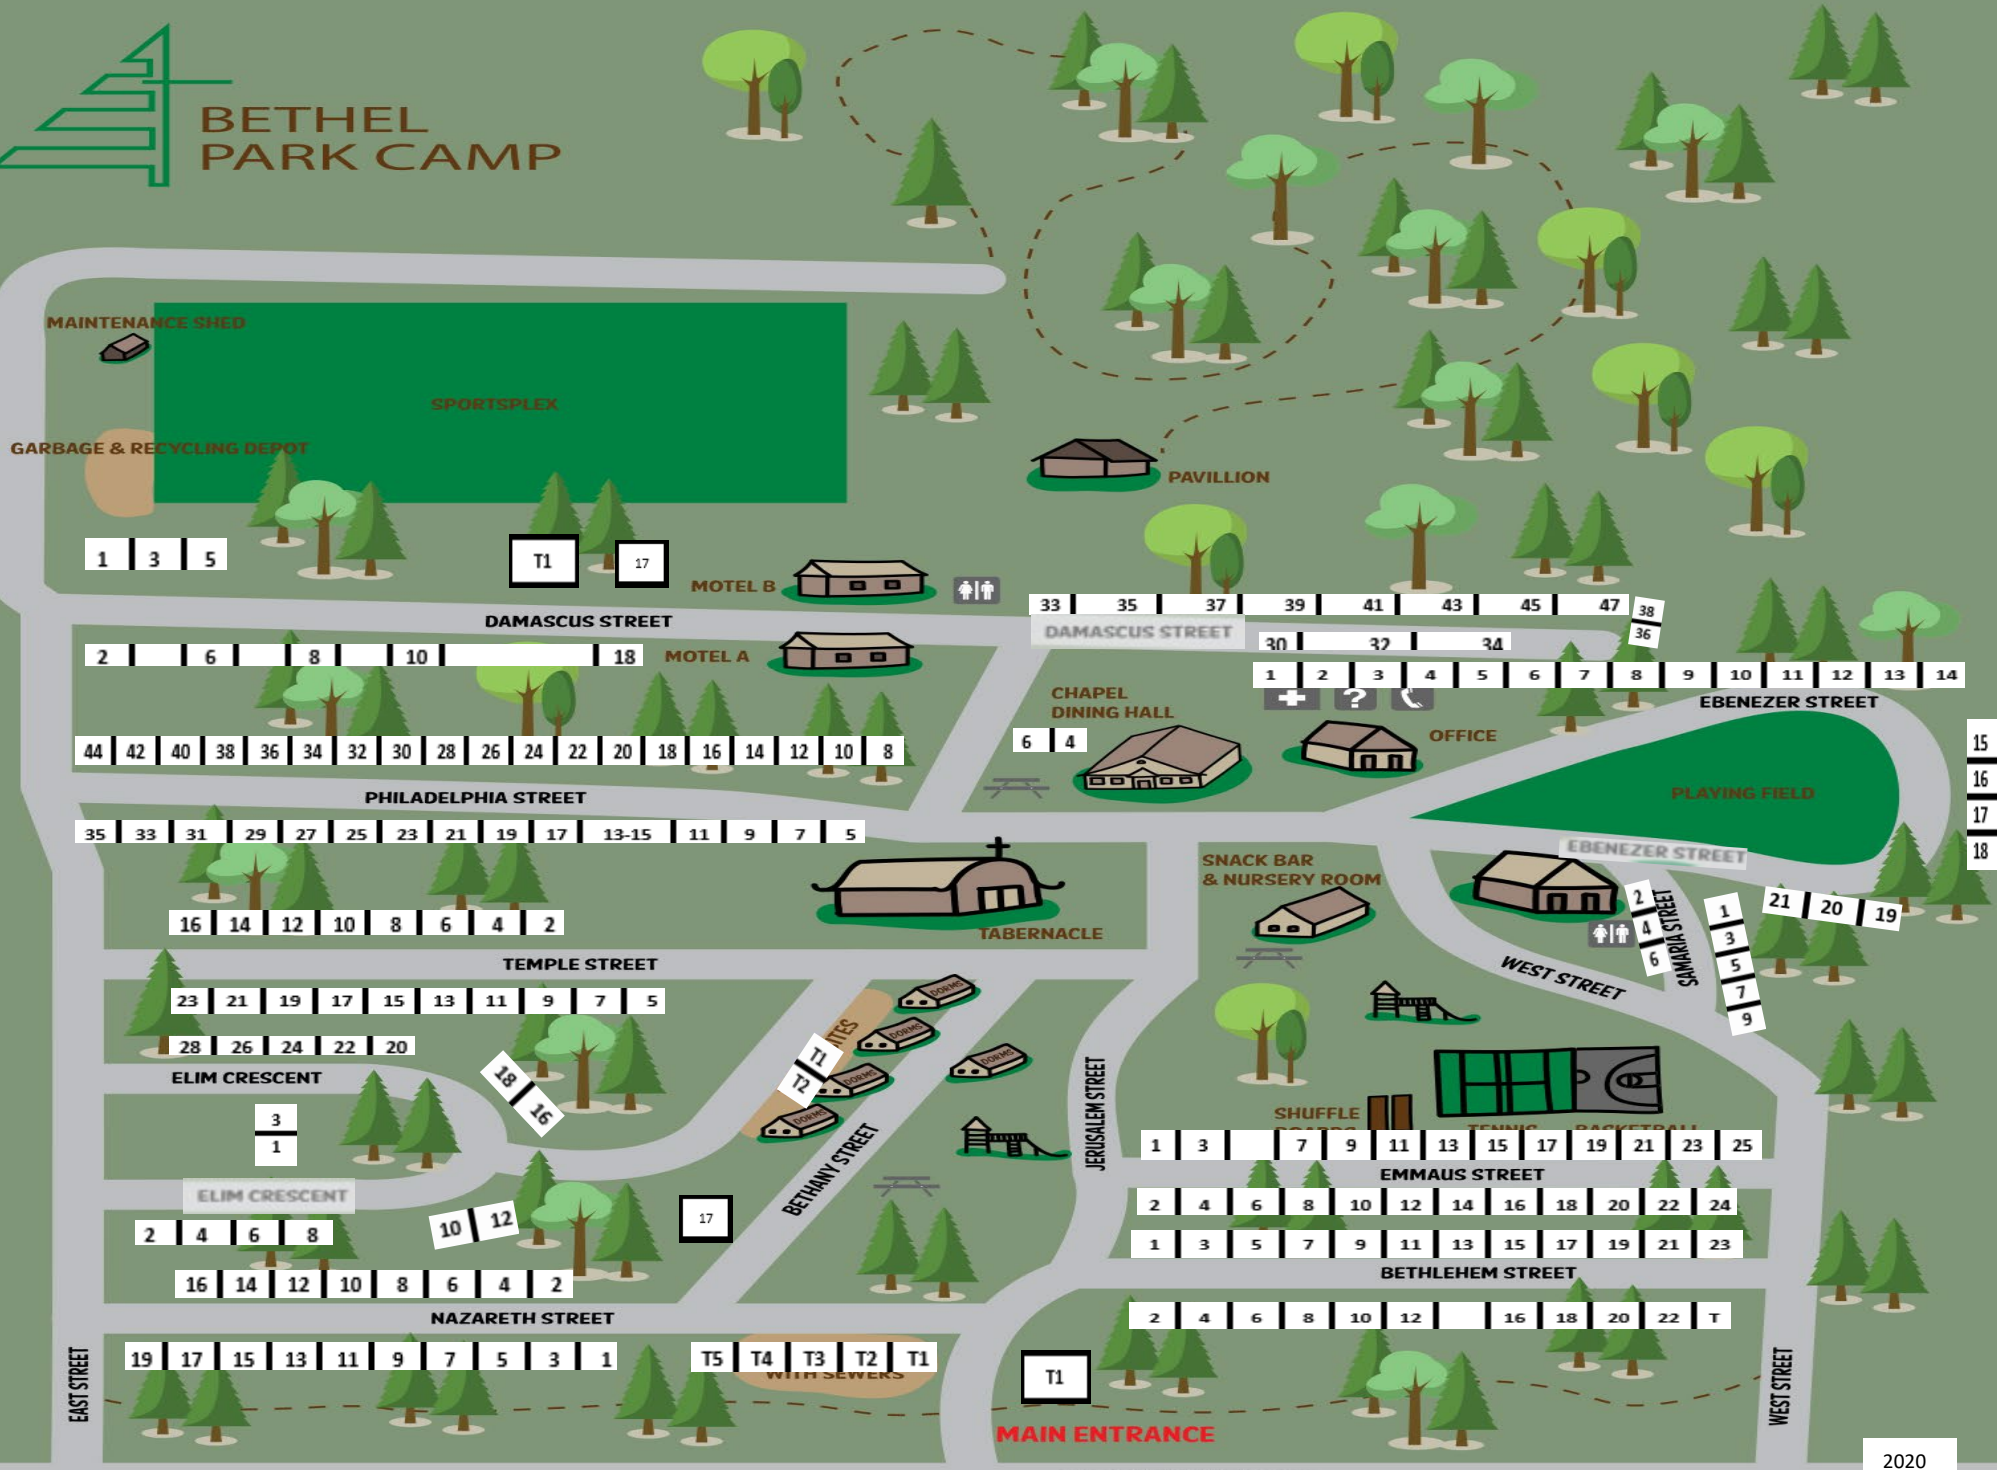 BETHEL
PARK CAMP
MAINTENANCE SHED
SPORTSPLEX
GARBAGE & RECYCLING DEPOT
PAVILLION
1 3 5
T1
17
MOTEL B
33 35 37 39 41 43 45 47
38
36
DAMASCUS STREET
DAMASCUS STREET
30 32 34
2 6 8 10 18
MOTEL A
1 2 3 4 5 6 7 8 9 10 11 12 13 14
?
CHAPEL
DINING HALL
EBENEZER STREET
6 4
OFFICE
44 42 40 38 36 34 32 30 28 26 24 22 20 18 16 14 12 10 8
15
16
17
18
PHILADELPHIA STREET
PLAYING FIELD
35 33 31 29 27 25 23 21 19 17 13-15 11 9 7 5
EBENEZER STREET
SNACK BAR
& NURSERY ROOM
2
4
6
SAMARIA STREET
1
3
5
7
9
21 20 19
16 14 12 10 8 6 4 2
TABERNACLE
TEMPLE STREET
WEST STREET
23 21 19 17 15 13 11 9 7 5
DORMS
DORMS
DORMS
DORMS
DORMS
T1
T2
28 26 24 22 20
ELIM CRESCENT
18 16
3
1
JERUSALEM STREET
SHUFFLE
BETHANY STREET
TENNIS BASKETBALL
1 3 7 9 11 13 15 17 19 21 23 25
EMMAUS STREET
ELIM CRESCENT
2 4 6 8 10 12 14 16 18 20 22 24
2 4 6 8
10 12
17
1 3 5 7 9 11 13 15 17 19 21 23
BETHLEHEM STREET
16 14 12 10 8 6 4 2
NAZARETH STREET
2 4 6 8 10 12 16 18 20 22 T
19 17 15 13 11 9 7 5 3 1
T5 T4 T3 T2 T1
WITH SEWERS
T1
EAST STREET
WEST STREET
MAIN ENTRANCE
2020